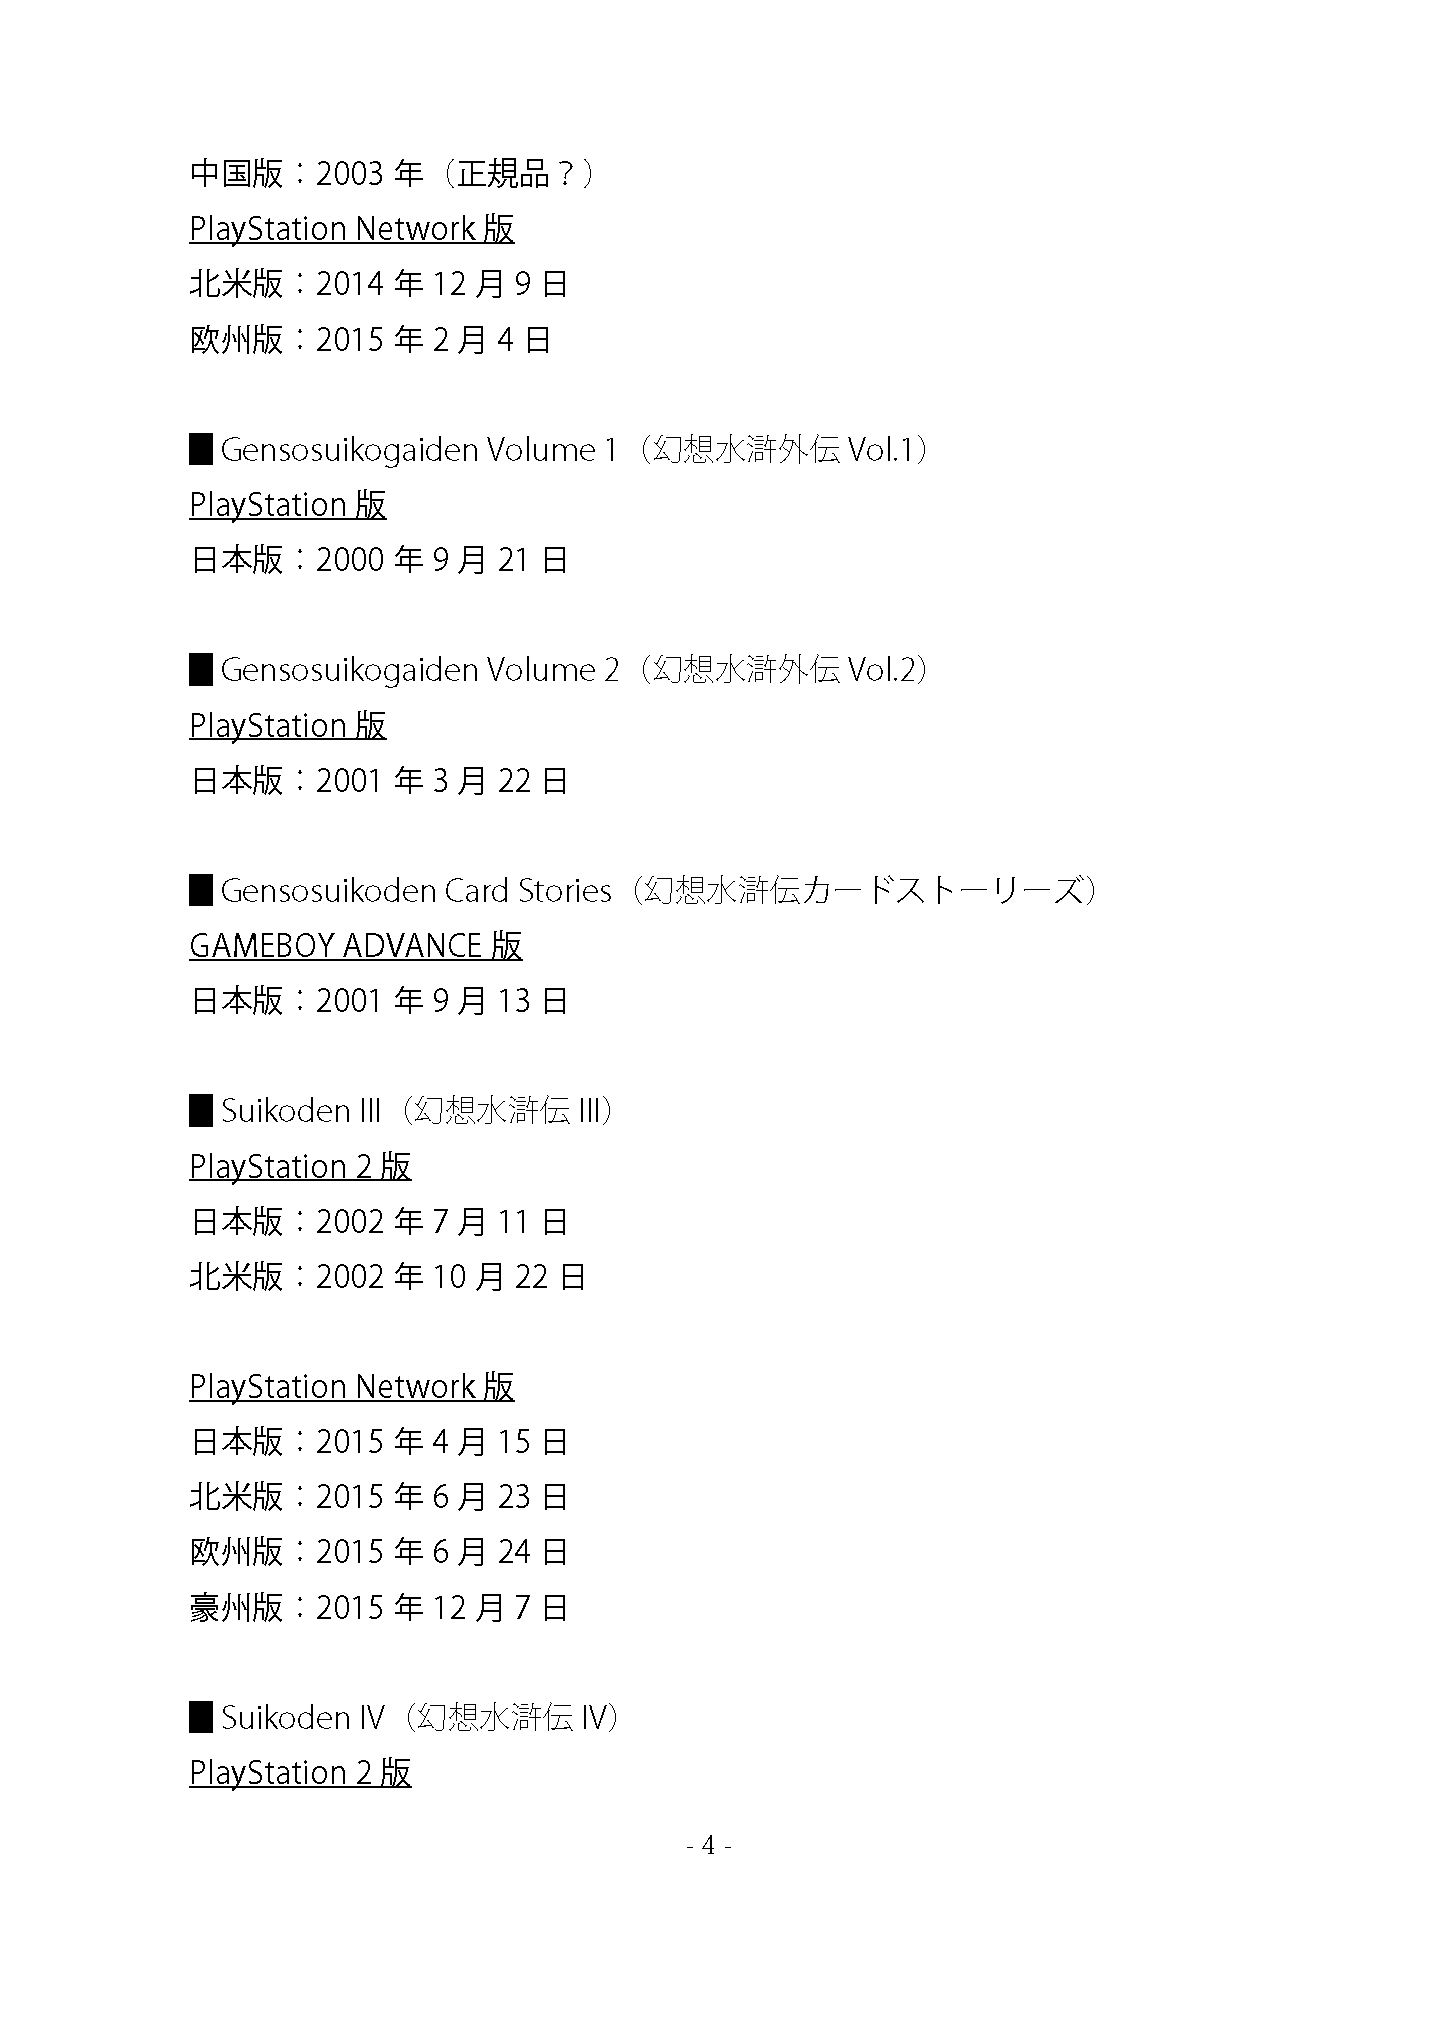 中国版：2003 年（正規品？）
PlayStation Network 版
北米版：2014 年 12 月 9 日
欧州版：2015 年 2 月 4 日
■ Gensosuikogaiden Volume 1（幻想水滸外伝 Vol.1）
PlayStation 版
日本版：2000 年 9 月 21 日
■ Gensosuikogaiden Volume 2（幻想水滸外伝 Vol.2）
PlayStation 版
日本版：2001 年 3 月 22 日
■ Gensosuikoden Card Stories（幻想水滸伝カードストーリーズ）
GAMEBOY ADVANCE 版
日本版：2001 年 9 月 13 日
■ Suikoden III（幻想水滸伝 III）
PlayStation 2 版
日本版：2002 年 7 月 11 日
北米版：2002 年 10 月 22 日
PlayStation Network 版
日本版：2015 年 4 月 15 日
北米版：2015 年 6 月 23 日
欧州版：2015 年 6 月 24 日
豪州版：2015 年 12 月 7 日
■ Suikoden IV（幻想水滸伝 IV）
PlayStation 2 版
- 4 -